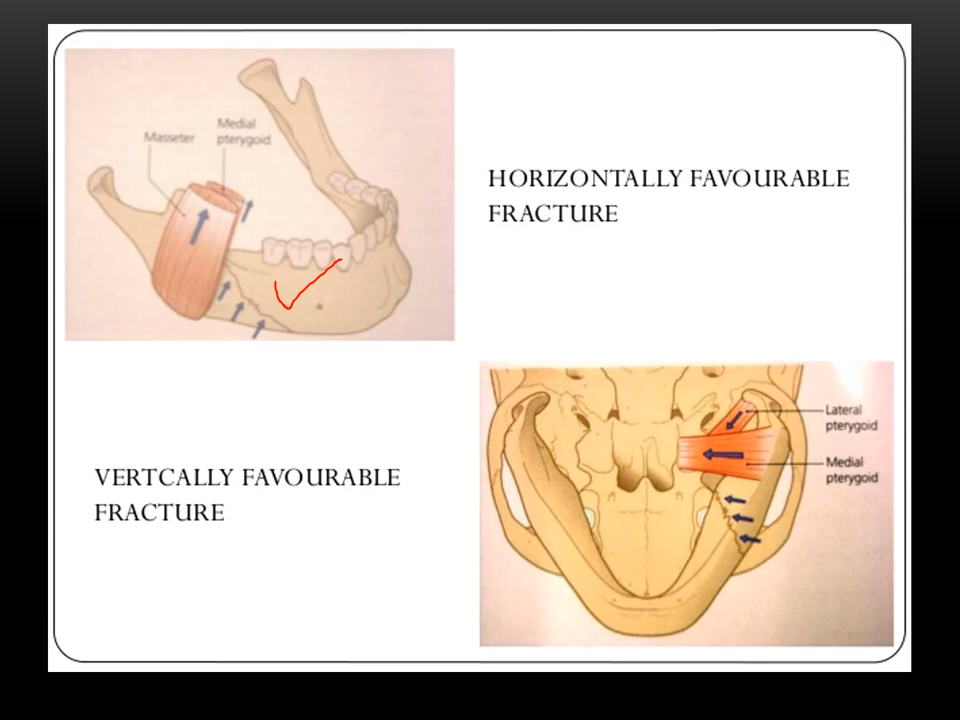 Masseter
Medial
pterygoid
HORIZONTALLY FAVOURABLE
FRACTURE
VERTCALLY FAVOURABLE
FRACTURE
Lateral
pterygoid
Medial
pterygoid